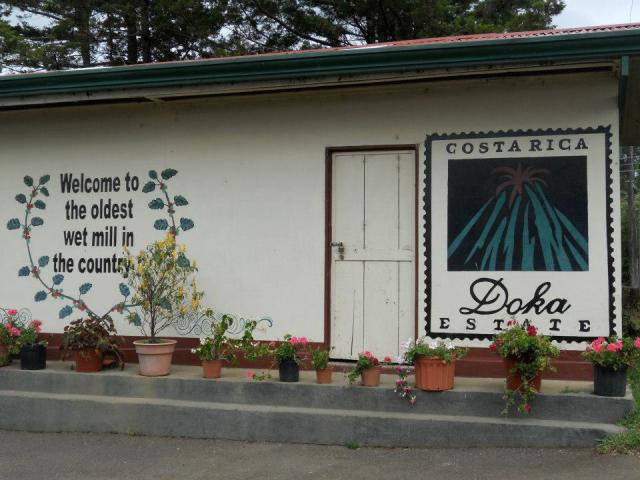 Welcome to
the oldest
wet mill in
the country
COSTA RICA
Doka
ESTATE